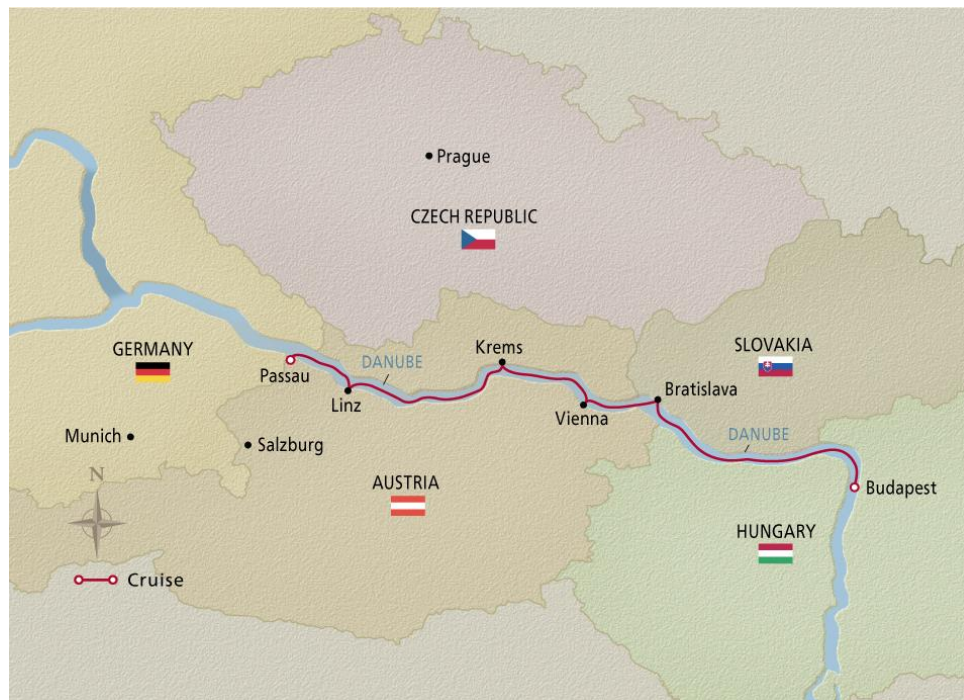 Prague
CZECH REPUBLIC
GERMANY
Passau
DANUBE
Krems
SLOVAKIA
Linz
Bratislava
Vienna
Munich
Salzburg
DANUBE
AUSTRIA
Budapest
N
HUNGARY
Cruise